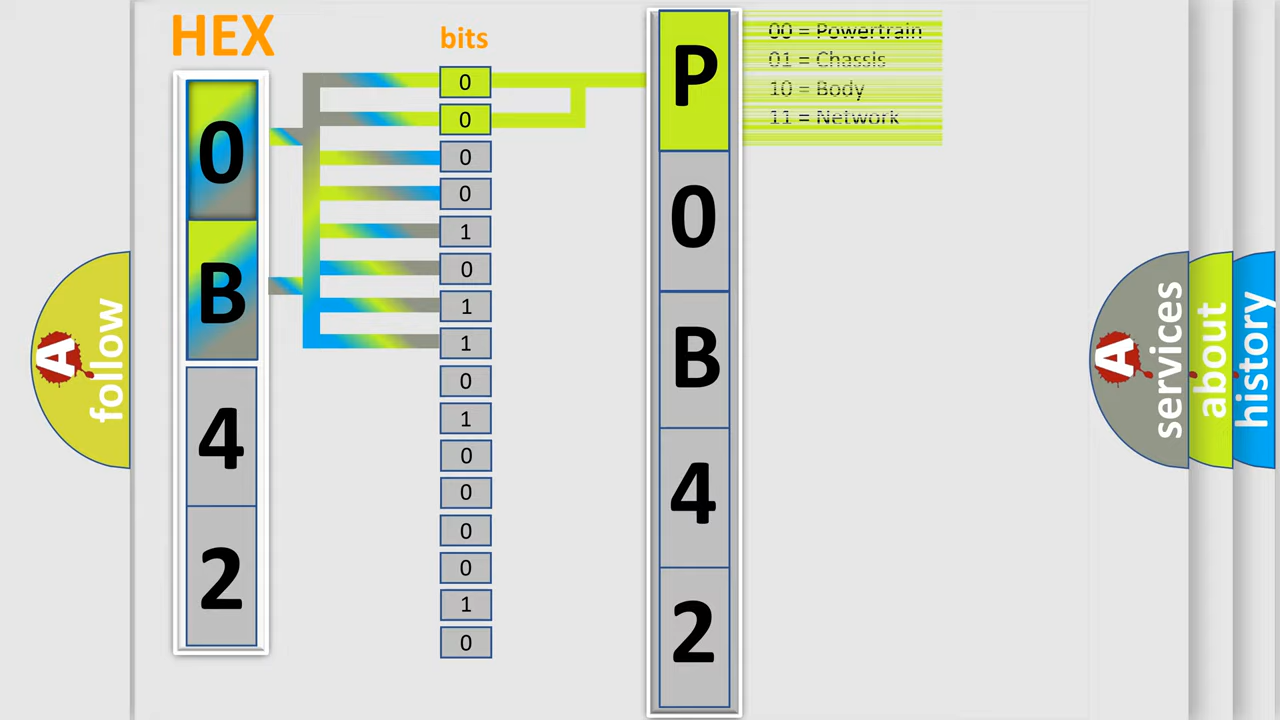 HEX
0
B
4
2
bits
0
0
0
0
1
0
1
1
0
1
0
0
0
0
1
0
P
0
B
4
2
00 = Powertrain
01 = Chassis
10 = Body
11 = Network
A
follow
A
services
about
history